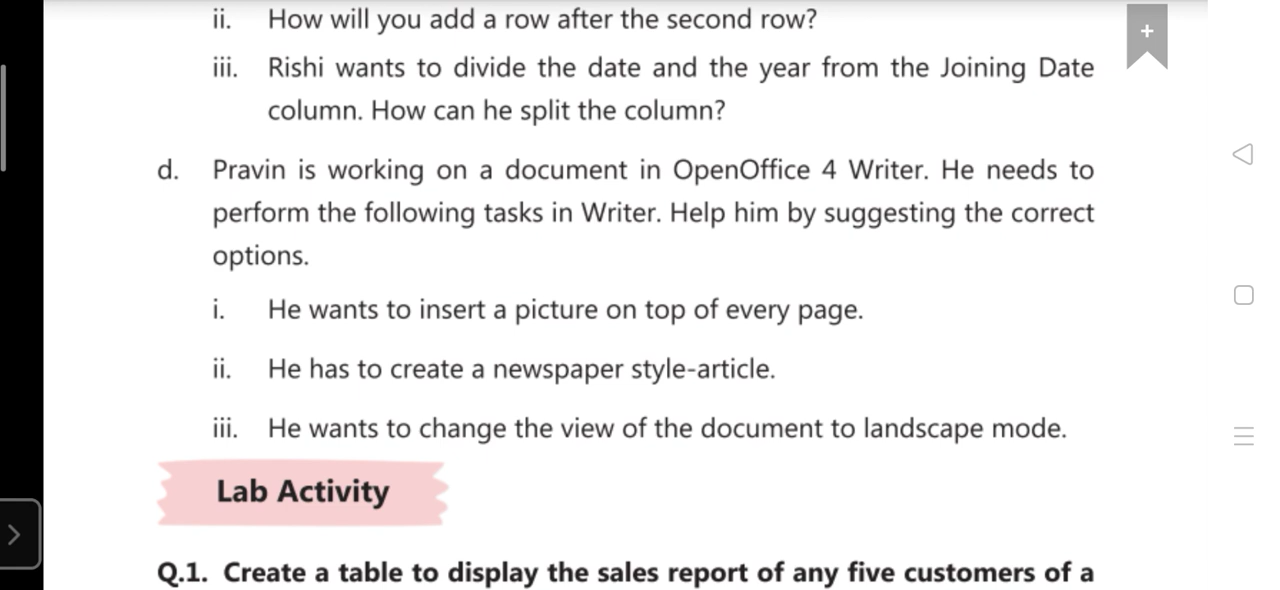 ii. How will you add a row after the second row?
iii. Rishi wants to divide the date and the year from the Joining Date
column. How can he split the column?
d. Pravin is working on a document in OpenOffice 4 Writer. He needs to
perform the following tasks in Writer. Help him by suggesting the correct
options.
i. He wants to insert a picture on top of every page.
ii. He has to create a newspaper style-article.
iii. He wants to change the view of the document to landscape mode.
Lab Activity
Q.1. Create a table to display the sales report of any five customers of a